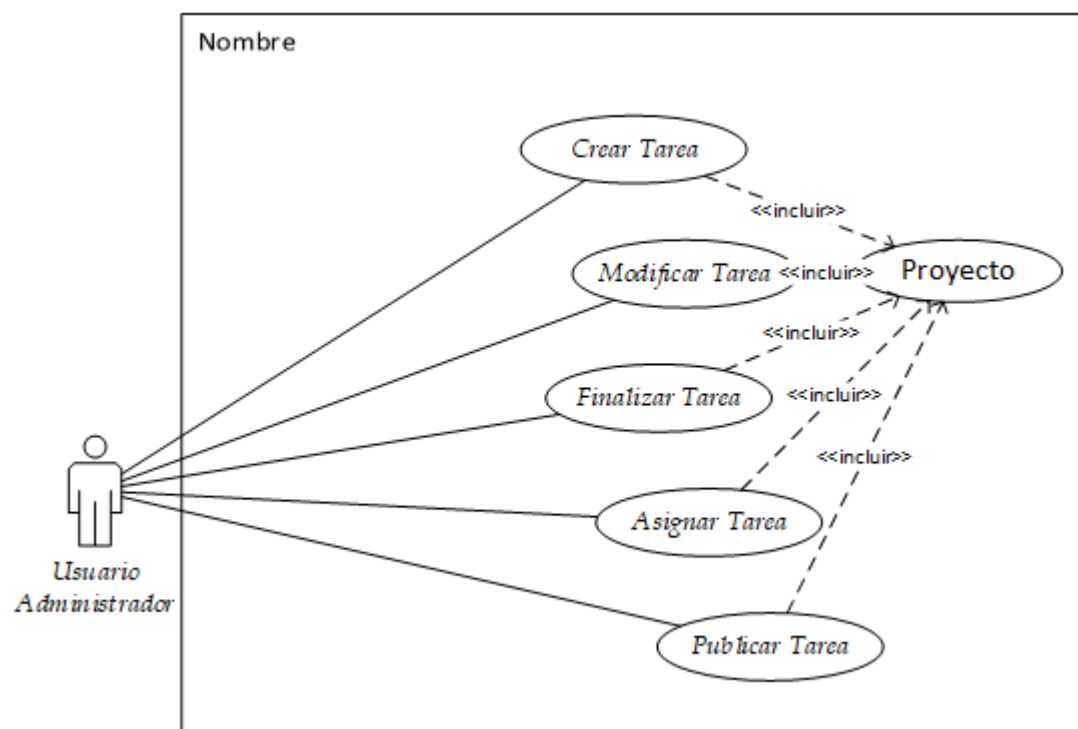 Nombre
Crear Tarea
<<incluir>>
Modificar Tarea
<<incluir>>
Proyecto
<<incluir>>
Finalizar Tarea
<<incluir>>
<<incluir>>
Asignar Tarea
Usuario
Administrador
Publicar Tarea